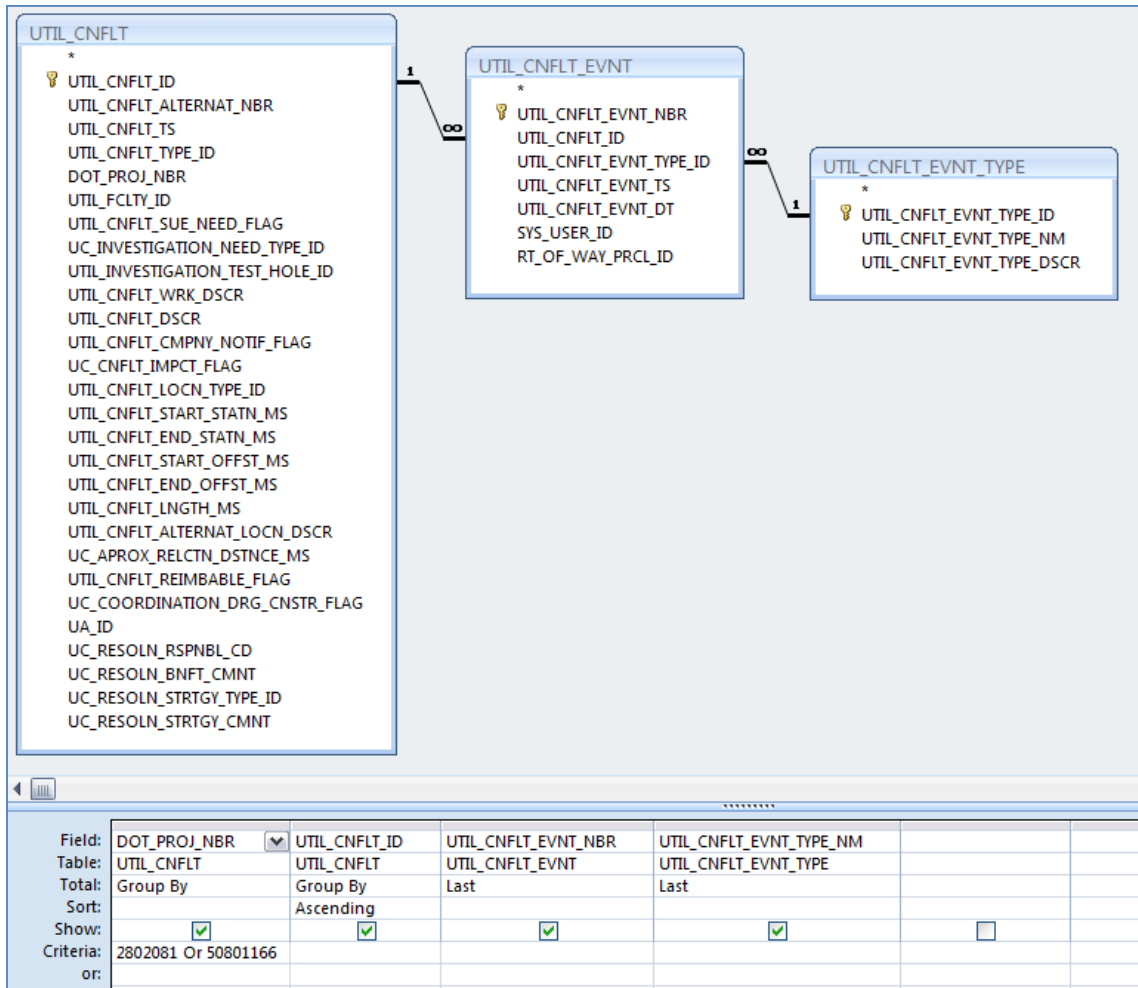 UTIL_CNFLT
*
UTIL_CNFLT_ID
UTIL_CNFLT_ALTERNAT_NBR
UTIL_CNFLT_TS
UTIL_CNFLT_TYPE_ID
DOT_PROJ_NBR
UTIL_FCLTY_ID
UTIL_CNFLT_SUE_NEED_FLAG
UC_INVESTIGATION_NEED_TYPE_ID
UTIL_INVESTIGATION_TEST_HOLE_ID
UTIL_CNFLT_WRK_DSCR
UTIL_CNFLT_DSCR
UTIL_CNFLT_CMPNY_NOTIF_FLAG
UC_CNFLT_IMPCT_FLAG
UTIL_CNFLT_LOCN_TYPE_ID
UTIL_CNFLT_START_STATN_MS
UTIL_CNFLT_END_STATN_MS
UTIL_CNFLT_START_OFFST_MS
UTIL_CNFLT_END_OFFST_MS
UTIL_CNFLT_LNGTH_MS
UTIL_CNFLT_ALTERNAT_LOCN_DSCR
UC_APROX_RELCTN_DSTNCE_MS
UTIL_CNFLT_REIMBABLE_FLAG
UC_COORDINATION_DRG_CNSTR_FLAG
UA_ID
UC_RESOLN_RSPNBL_CD
UC_RESOLN_BNFT_CMNT
UC_RESOLN_STRTGY_TYPE_ID
UC_RESOLN_STRTGY_CMNT
1
∞
UTIL_CNFLT_EVNT
*
UTIL_CNFLT_EVNT_NBR
UTIL_CNFLT_ID
UTIL_CNFLT_EVNT_TYPE_ID
UTIL_CNFLT_EVNT_TS
UTIL_CNFLT_EVNT_DT
SYS_USER_ID
RT_OF_WAY_PRCL_ID
∞
1
UTIL_CNFLT_EVNT_TYPE
*
UTIL_CNFLT_EVNT_TYPE_ID
UTIL_CNFLT_EVNT_TYPE_NM
UTIL_CNFLT_EVNT_TYPE_DSCR
Field: DOT_PROJ_NBR UTIL_CNFLT_ID UTIL_CNFLT_EVNT_NBR UTIL_CNFLT_EVNT_TYPE_NM
Table: UTIL_CNFLT UTIL_CNFLT UTIL_CNFLT_EVNT UTIL_CNFLT_EVNT_TYPE
Total: Group By Group By Last Last
Sort: Ascending
Show:
Criteria: 2802081 Or 50801166
or: